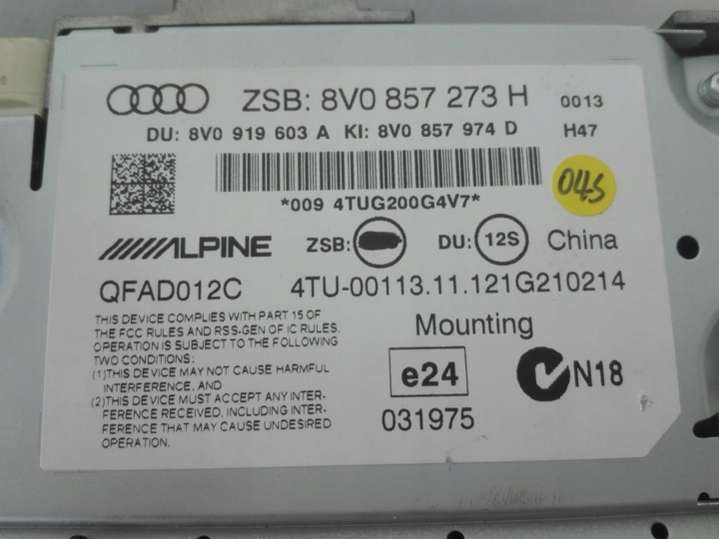 ZSB: 8V0 857 273 H
0013
DU: 8V0 919 603 A KI: 8V0 857 974 D
H47
*009 4TUG200G4V7*
04S
ALPINE
ZSB:
DU: 12S China
QFAD012C
4TU-00113.11.121G210214
THIS DEVICE COMPLIES WITH PART 15 OF
THE FCC RULES AND RSS-GEN OF IC RULES.
OPERATION IS SUBJECT TO THE FOLLOWING
TWO CONDITIONS:
(1)THIS DEVICE MAY NOT CAUSE HARMFUL
INTERFERENCE, AND
(2)THIS DEVICE MUST ACCEPT ANY INTER-
FERENCE RECEIVED, INCLUDING INTER-
FERENCE THAT MAY CAUSE UNDESIRED
OPERATION.
Mounting
e24
N18
031975